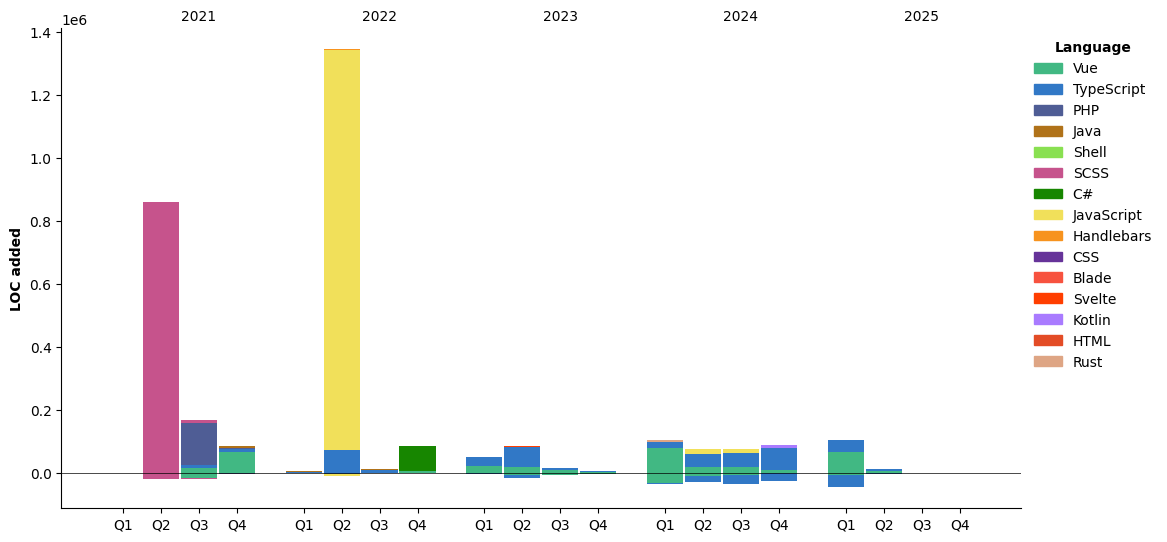 1e6
2021 2022 2023 2024 2025
1.4
1.2
1.0
0.8
0.6
0.4
0.2
0.0
LOC added
Q1 Q2 Q3 Q4 Q1 Q2 Q3 Q4 Q1 Q2 Q3 Q4 Q1 Q2 Q3 Q4 Q1 Q2 Q3 Q4
Language
Vue
TypeScript
PHP
Java
Shell
SCSS
C#
JavaScript
Handlebars
CSS
Blade
Svelte
Kotlin
HTML
Rust